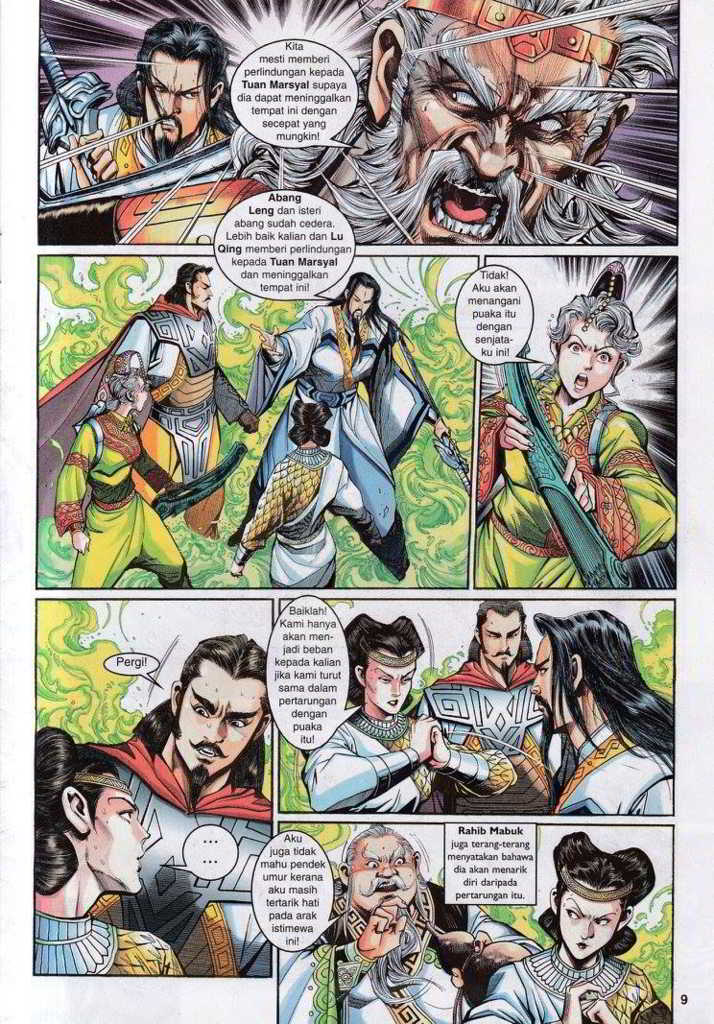 Kita
mesti memberi
perlindungan kepada
Tuan Marsyal supaya
dia dapat meninggalkan
tempat ini dengan
secepat yang
mungkin!
Abang
Leng dan isteri
abang sudah cedera.
Lebih baik kalian dan Lu
Qing memberi perlindungan
kepada Tuan Marsyal
dan meninggalkan
tempat ini!
Tidak!
Aku akan
menangani
puaka itu
dengan
senjata-
ku ini!
Pergi!
...
...
Baiklah!
Kami hanya
akan men-
jadi beban
kepada kalian
jika kami turut
sama dalam
pertarungan
dengan
puaka
itu!
Aku
juga tidak
mahu pendek
umur kerana
aku masih
tertarik hati
pada arak
istimewa
ini!
Rahib Mabuk
juga terang-terang
menyatakan bahawa
dia akan menarik
diri daripada
pertarungan itu.
9